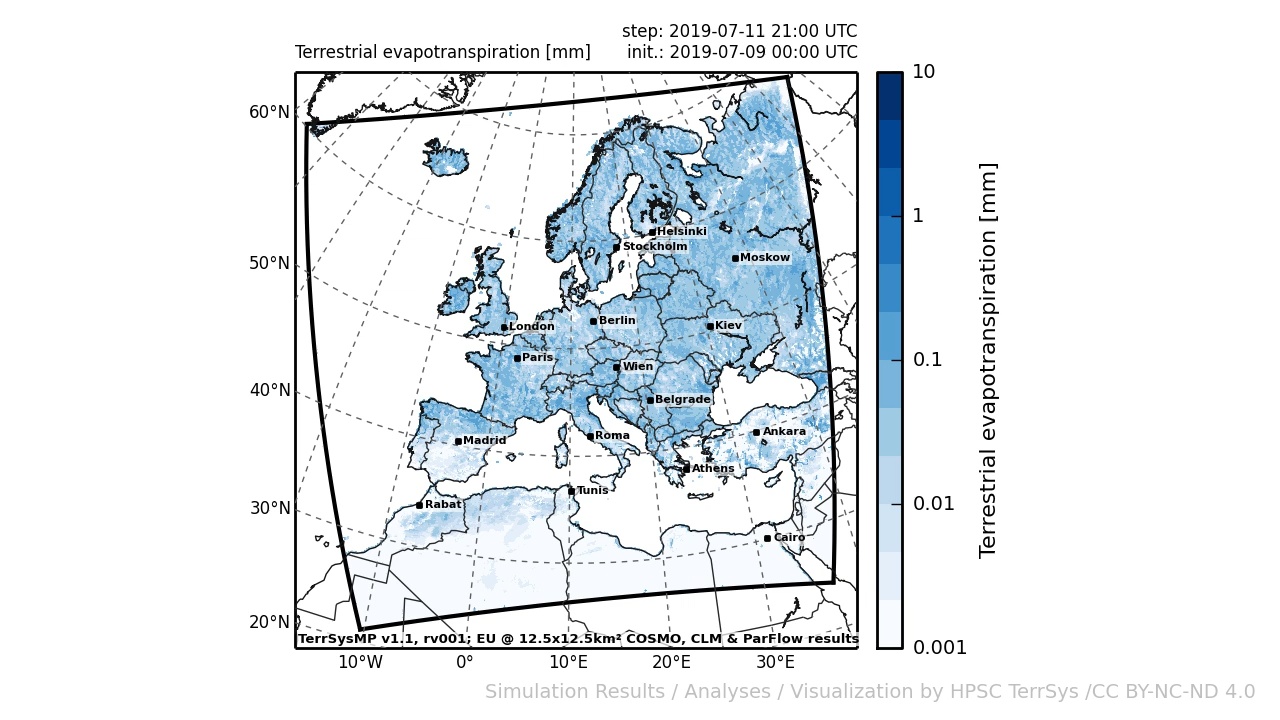 step: 2019-07-11 21:00 UTC
Terrestrial evapotranspiration [mm] init.: 2019-07-09 00:00 UTC
10
60°N
1
Helsinki
Stockholm
Moskow
50°N
London
Berlin
Kiev
Paris
0.1
Wien
40°N
Belgrade
Ankara
Roma
Madrid
Athens
Tunis
Rabat
0.01
30°N
Cairo
20°N
TerrSysMP v1.1, rv001; EU @ 12.5x12.5km² COSMO, CLM & ParFlow results
0.001
10°W 0° 10°E 20°E 30°E
Terrestrial evapotranspiration [mm]
Simulation Results / Analyses / Visualization by HPSC TerrSys /CC BY-NC-ND 4.0